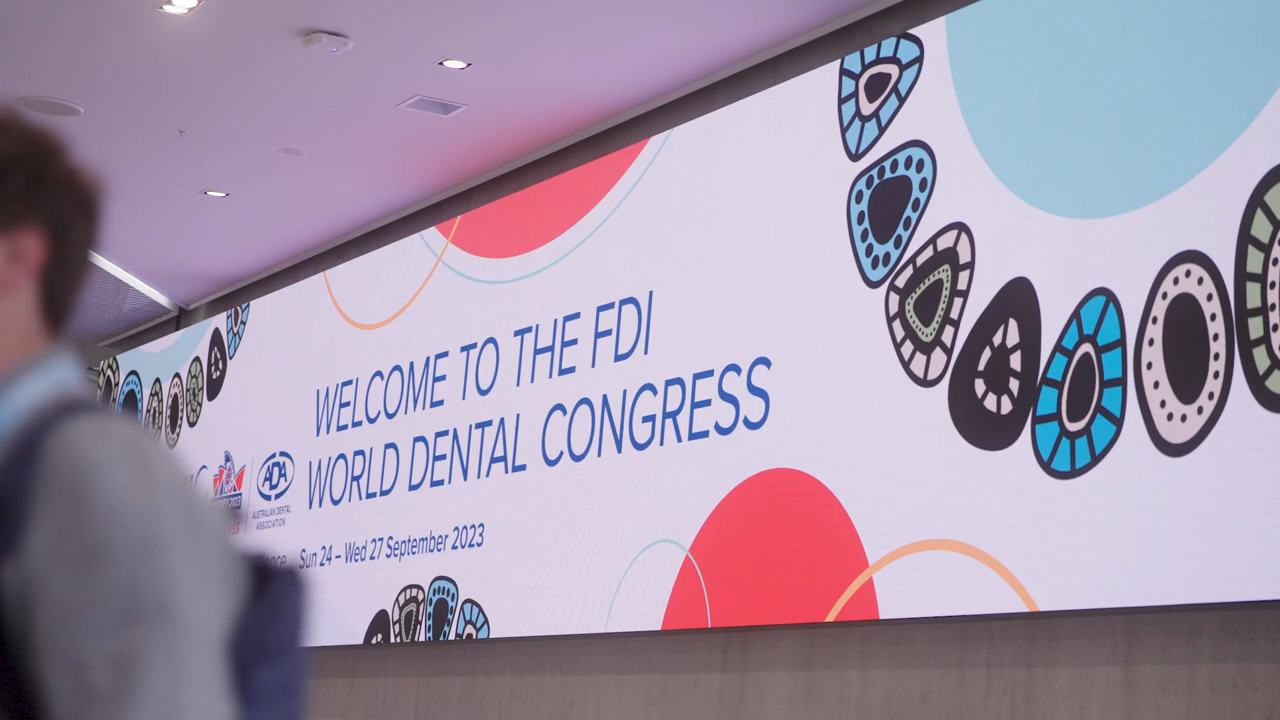 WELCOME TO THE FDI
WORLD DENTAL CONGRESS
ADA
AUSTRALIAN DENTAL
ASSOCIATION
Sun 24 – Wed 27 September 2023